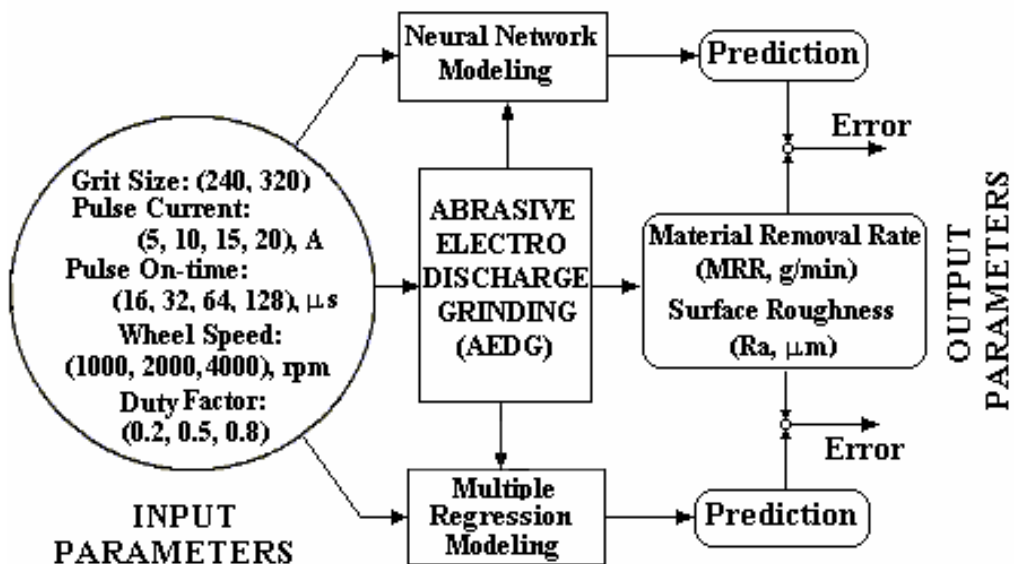 Neural Network
Modeling
Prediction
Error
Grit Size: (240, 320)
Pulse Current:
(5, 10, 15, 20), A
Pulse On-time:
(16, 32, 64, 128), μs
Wheel Speed:
(1000, 2000, 4000), rpm
Duty Factor:
(0.2, 0.5, 0.8)
INPUT
PARAMETERS
ABRASIVE
ELECTRO
DISCHARGE
GRINDING
(AEDG)
Material Removal Rate
(MRR, g/min)
Surface Roughness
(Ra, μm)
OUTPUT
PARAMETERS
Error
Multiple
Regression
Modeling
Prediction